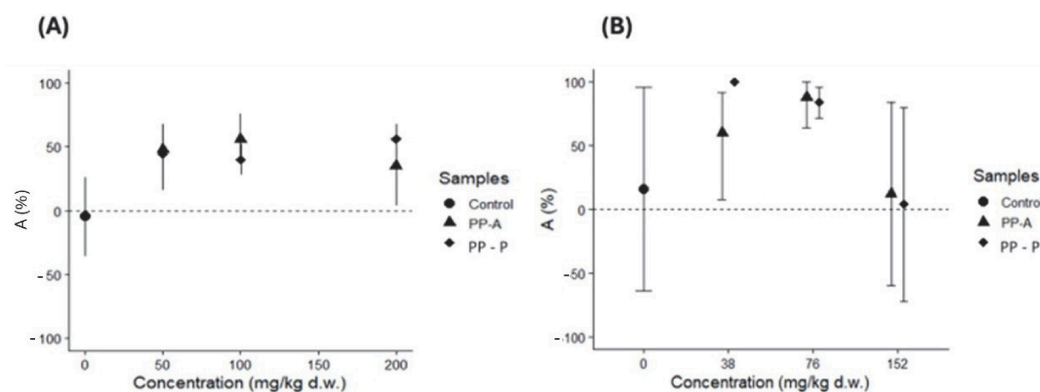 (A)
A (%)
100
50
0
-50
-100
0 50 100 150 200
Concentration (mg/kg d.w.)
Samples
Control
PP-A
PP - P
(B)
A (%)
100
50
0
-50
-100
0 38 76 152
Concentration (mg/kg d.w.)
Samples
Control
PP-A
PP - P